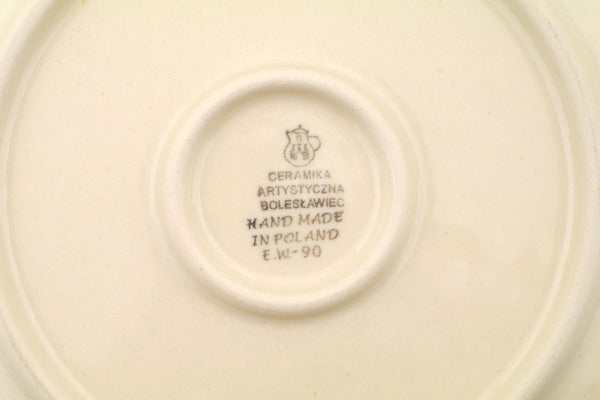 CERAMIKA
ARTYSTYCZNA
BOLESŁAWIEC
HAND MADE
IN POLAND
E.W.-90